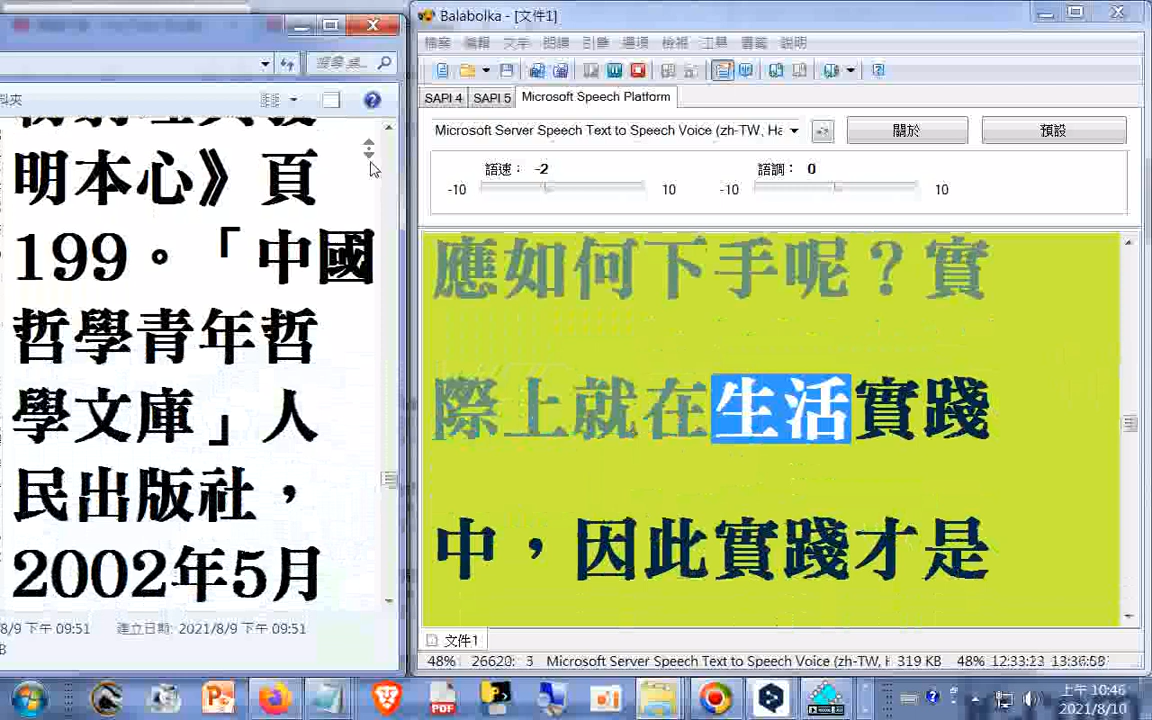 Balabolka - [文件1]
檔案 編輯 文字 閱讀 引擎 選項 檢視 工具 書籤 說明
SAPI 4 SAPI 5 Microsoft Speech Platform
Microsoft Server Speech Text to Speech Voice (zh-TW, Ha
關於 預設
語速： -2 語調： 0
-10 10 -10 10
料夾
明本心》頁
199。「中國
哲學青年哲
學文庫」人
民出版社，
2002年5月
應如何下手呢？實
際上就在生活實踐
中，因此實踐才是
8/9 下午 09:51 建立日期: 2021/8/9 下午 09:51
文件1
48% 26620: 3 Microsoft Server Speech Text to Speech Voice (zh-TW, H 319 KB 48% 12:33:23 13:36:58
上午 10:46
2021/8/10